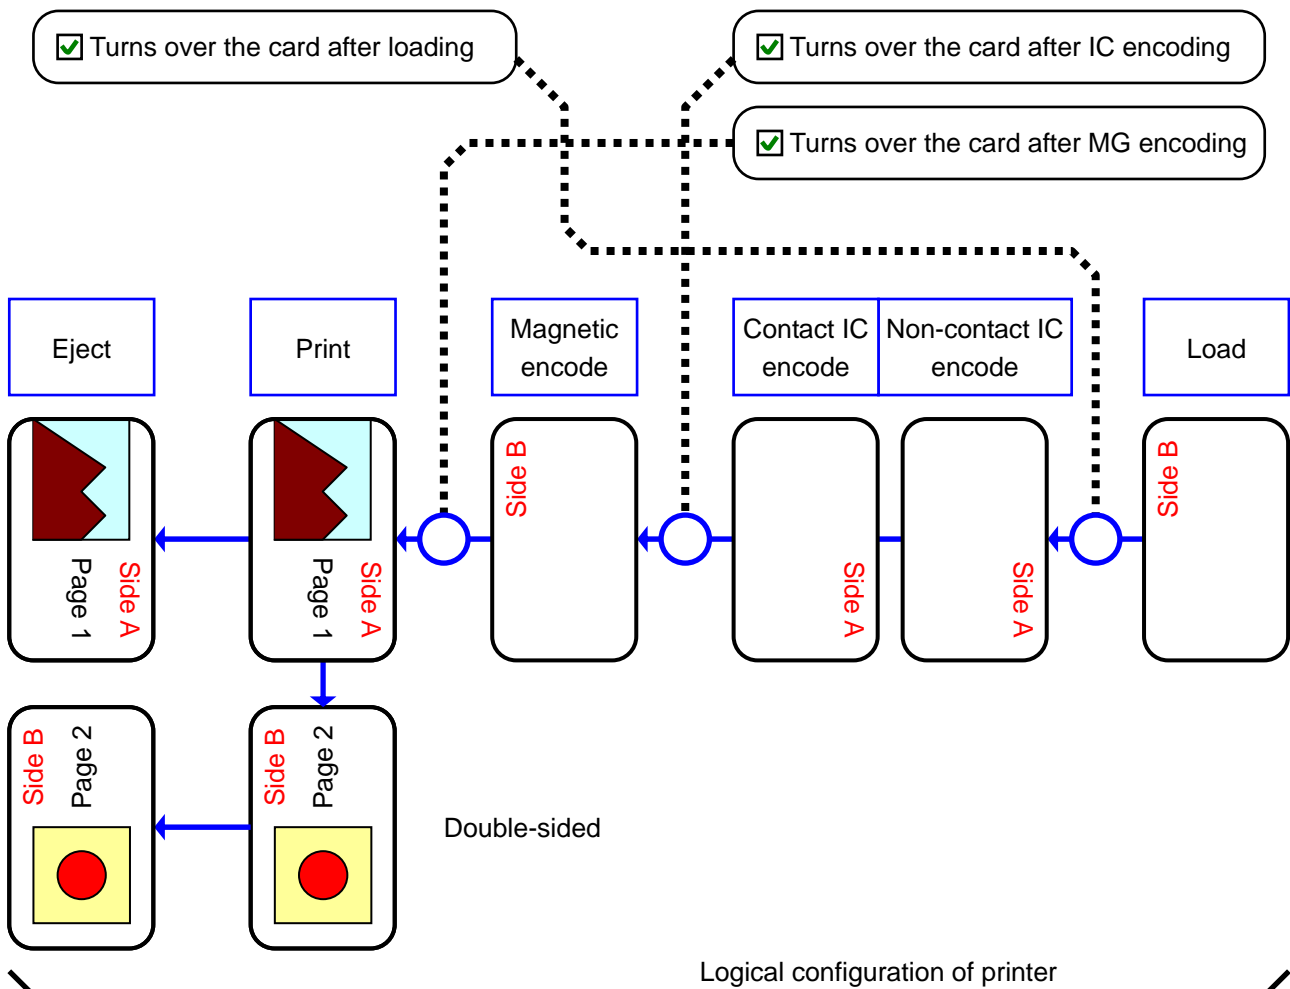 Turns over the card after loading
Turns over the card after IC encoding
Turns over the card after MG encoding
Eject
Print
Magnetic
encode
Contact IC
encode
Non-contact IC
encode
Load
Side A
Page 1
Side A
Page 1
Side B
Side A
Side A
Side B
Side B
Page 2
Side B
Page 2
Double-sided
Logical configuration of printer